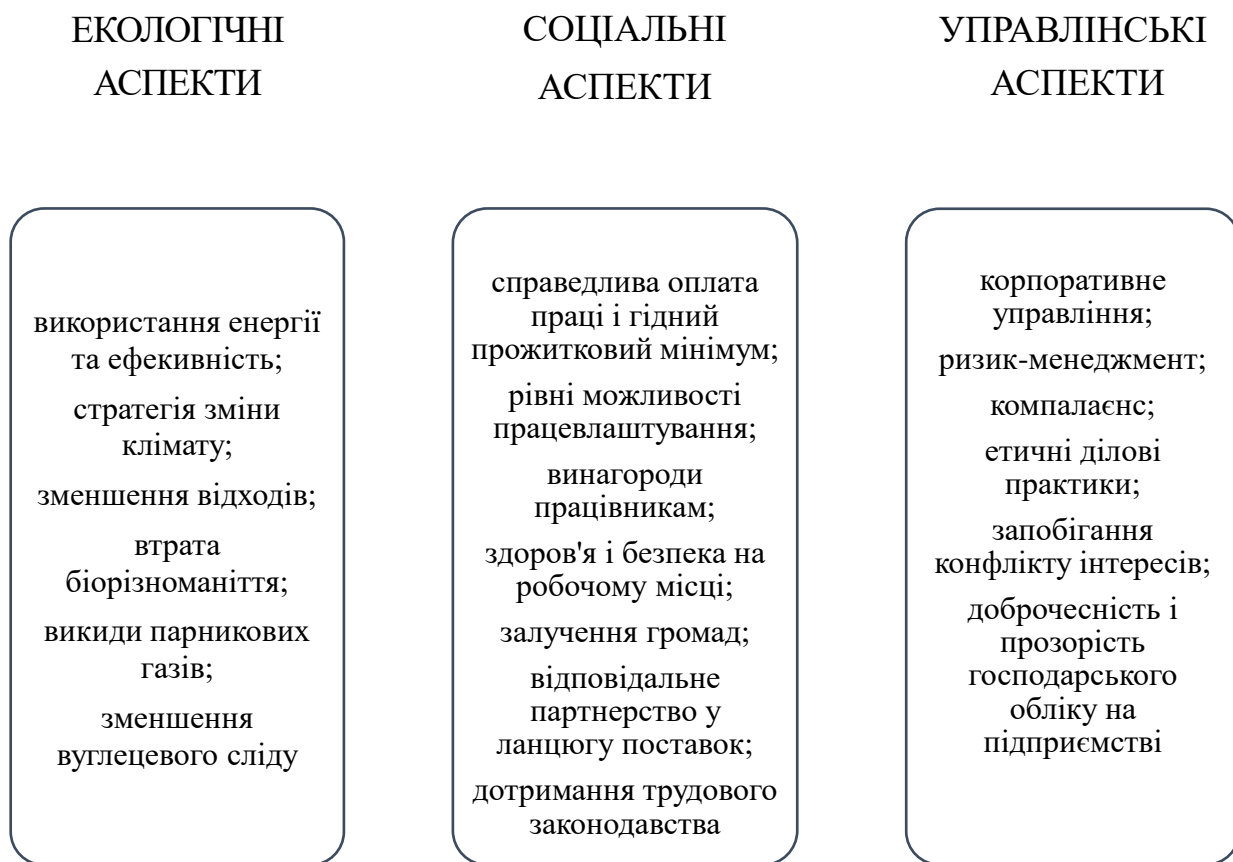 ЕКОЛОГІЧНІ
АСПЕКТИ
використання енергії
та ефекивність;
стратегія зміни
клімату;
зменшення відходів;
втрата
біорізноманіття;
викиди парникових
газів;
зменшення
вуглецевого сліду
СОЦІАЛЬНІ
АСПЕКТИ
справедлива оплата
праці і гідний
прожитковий мінімум;
рівні можливості
працевлаштування;
винагороди
працівникам;
здоров'я і безпека на
робочому місці;
залучення громад;
відповідальне
партнерство у
ланцюгу поставок;
дотримання трудового
законодавства
УПРАВЛІНСЬКІ
АСПЕКТИ
корпоративне
управління;
ризик-менеджмент;
компалаєнс;
етичні ділові
практики;
запобігання
конфлікту інтересів;
доброчесність і
прозорість
господарського
обліку на
підприємстві